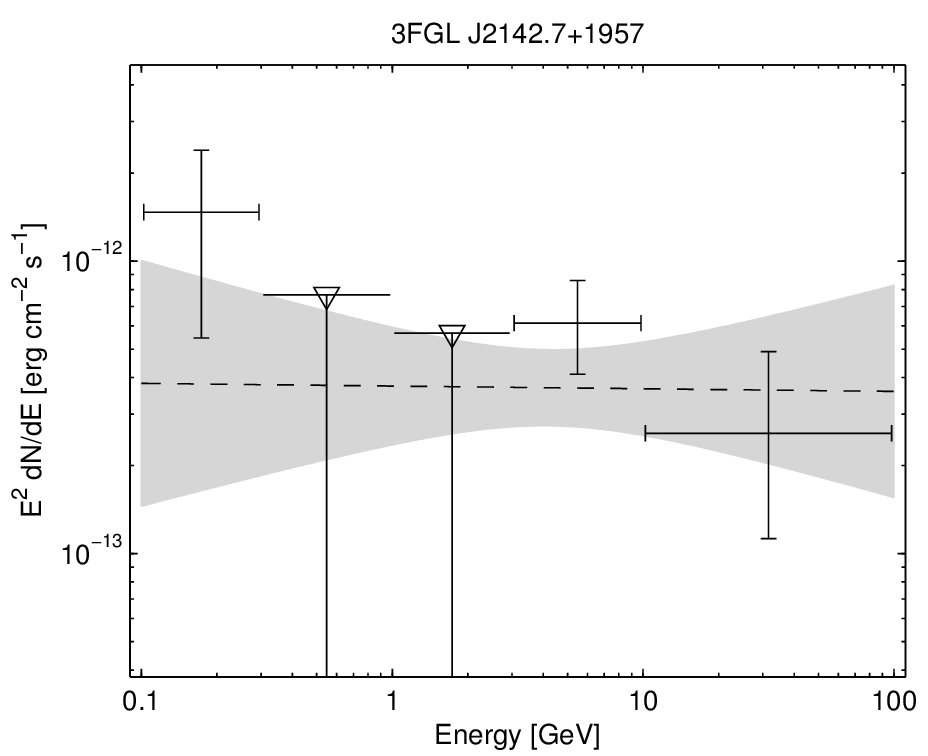 3FGL J2142.7+1957
E² dN/dE [erg cm⁻² s⁻¹]
10⁻¹²
10⁻¹³
0.1 1 10 100
Energy [GeV]